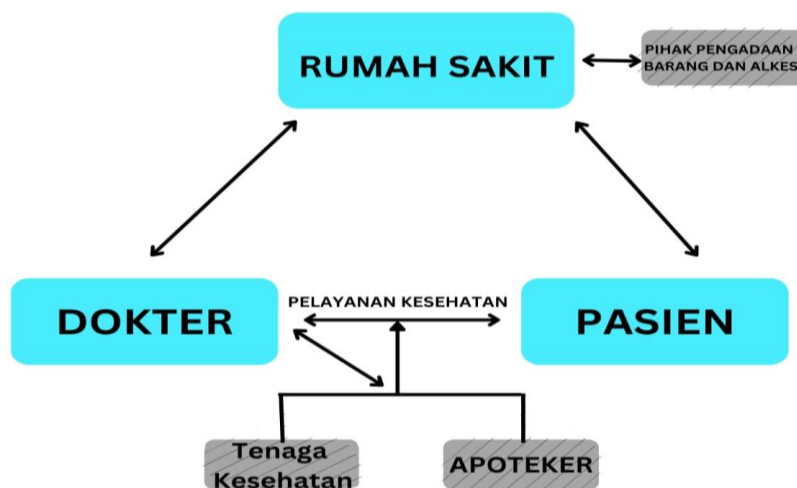 RUMAH SAKIT
PIHAK PENGADAAN
BARANG DAN ALKES
DOKTER
PELAYANAN KESEHATAN
PASIEN
Tenaga
Kesehatan
APOTEKER